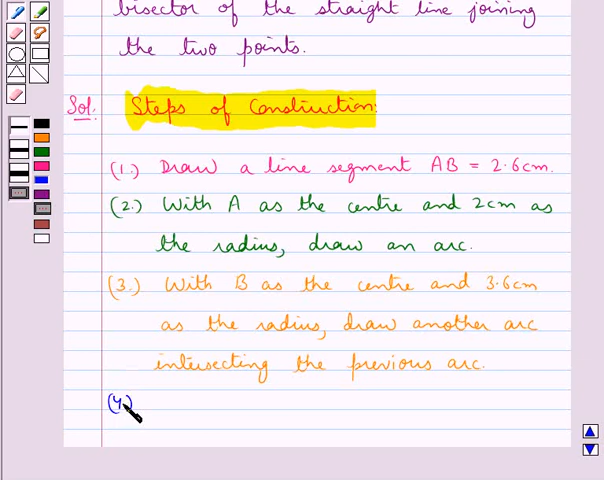 bisector of the straight line joining
the two points.
Sol. Steps of Construction:
(1.) Draw a line segment AB = 2.6cm.
(2.) With A as the centre and 2cm as
the radius, draw an arc.
(3.) With B as the centre and 3.6cm
as the radius, draw another arc
intersecting the previous arc.
(4.)